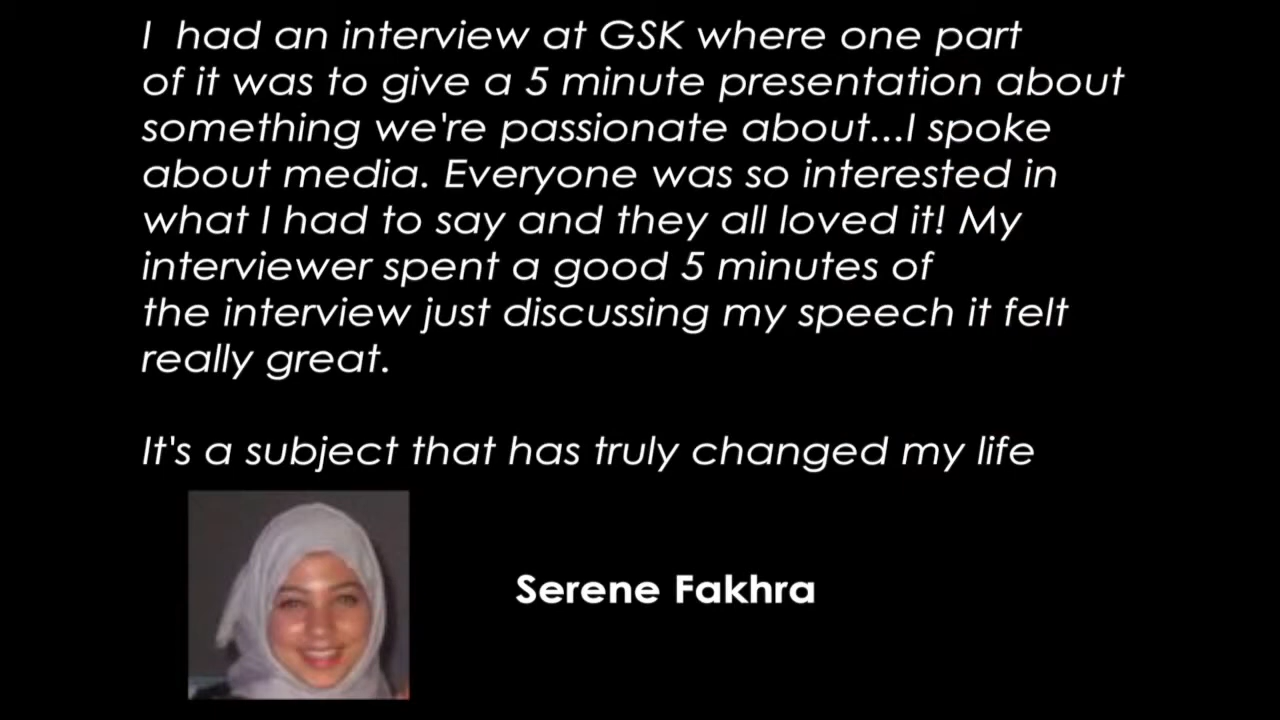 I had an interview at GSK where one part
of it was to give a 5 minute presentation about
something we're passionate about...I spoke
about media. Everyone was so interested in
what I had to say and they all loved it! My
interviewer spent a good 5 minutes of
the interview just discussing my speech it felt
really great.
It's a subject that has truly changed my life
Serene Fakhra